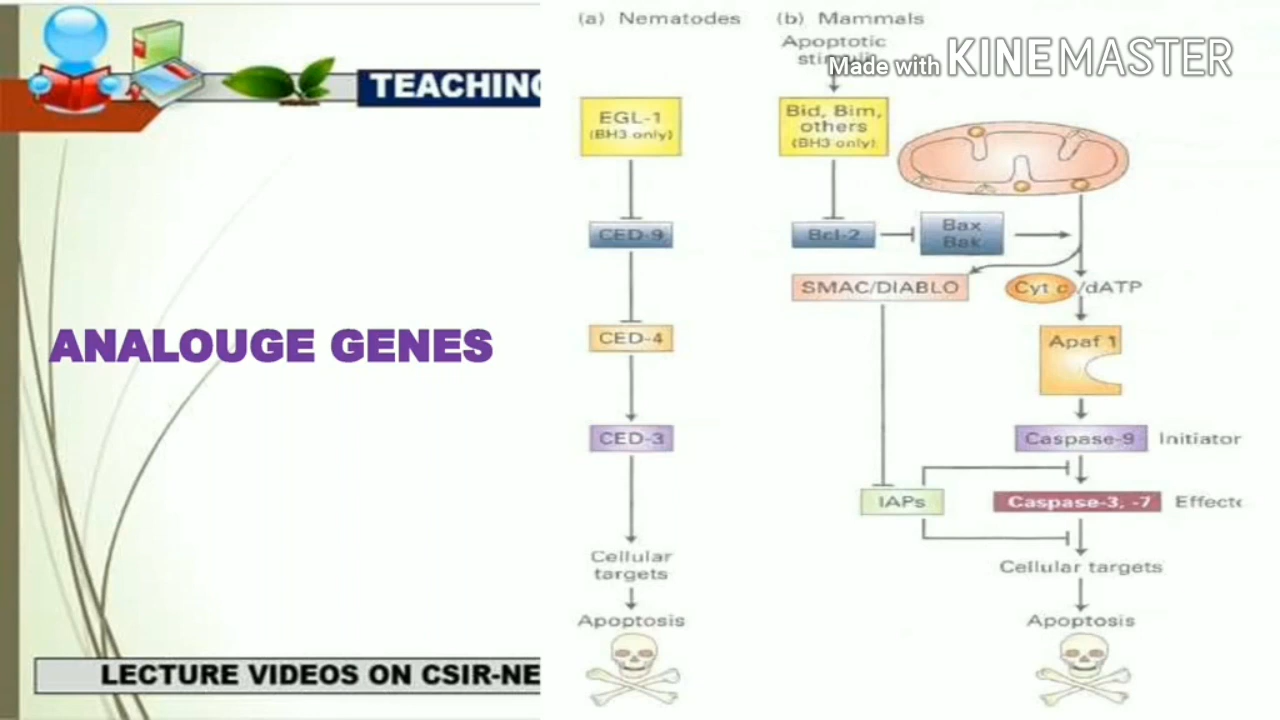 TEACHING
ANALOUGE GENES
LECTURE VIDEOS ON CSIR-NE
(a) Nematodes
EGL-1
(BH3 only)
CED-9
CED-4
CED-3
Cellular
targets
Apoptosis
(b) Mammals
Apoptotic
Made with KINEMASTER
Bid, Bim,
others
(BH3 only)
Bcl-2
Bax
Bak
SMAC/DIABLO
Cyt c /dATP
Apaf 1
Caspase-9 Initiator
IAPs
Caspase-3, -7
Cellular targets
Apoptosis